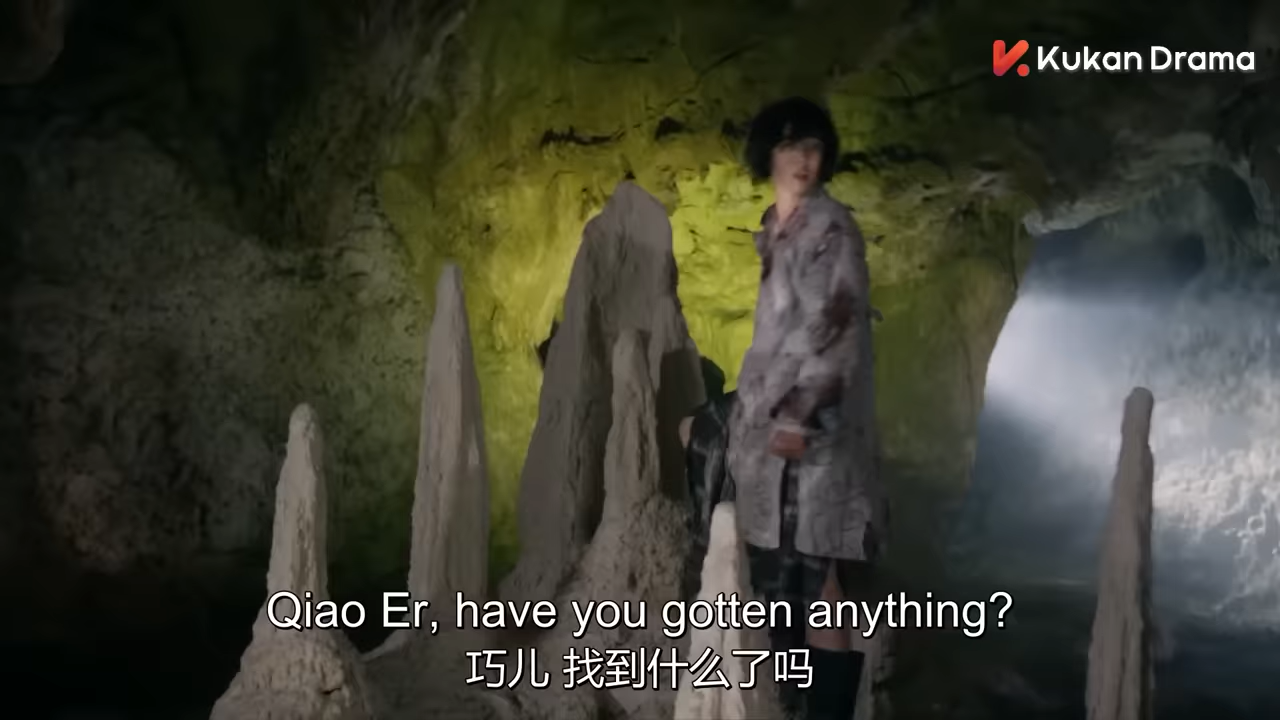 Kukan Drama
Qiao Er, have you gotten anything?
巧儿 找到什么了吗